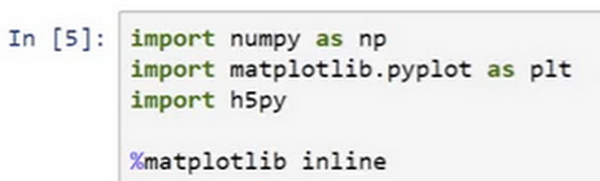 In [5]: import numpy as np
import matplotlib.pyplot as plt
import h5py
%matplotlib inline